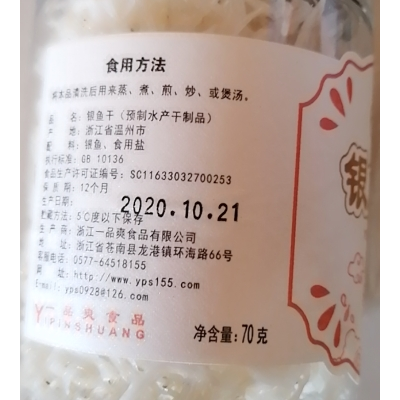 食用方法
将本品清洗后用来蒸、煮、煎、炒、或煲汤。
品 名：银鱼干（预制水产干制品）
产 地：浙江省温州市
配 料：银鱼、食用盐
执行标准：GB 10136
食品生产许可证编号：SC11633032700253
保 质 期：12个月
生产日期：
2020.10.21
贮藏方法：5℃度以下保存
浙江一品爽食品有限公司
地 址：浙江省苍南县龙港镇环海路66号
服务电话：0577-64518155
网 址：http://www.yps155.com
邮 箱：yps0928@126.com
一品爽食品
YIPINSHUANG
净含量：70克
银